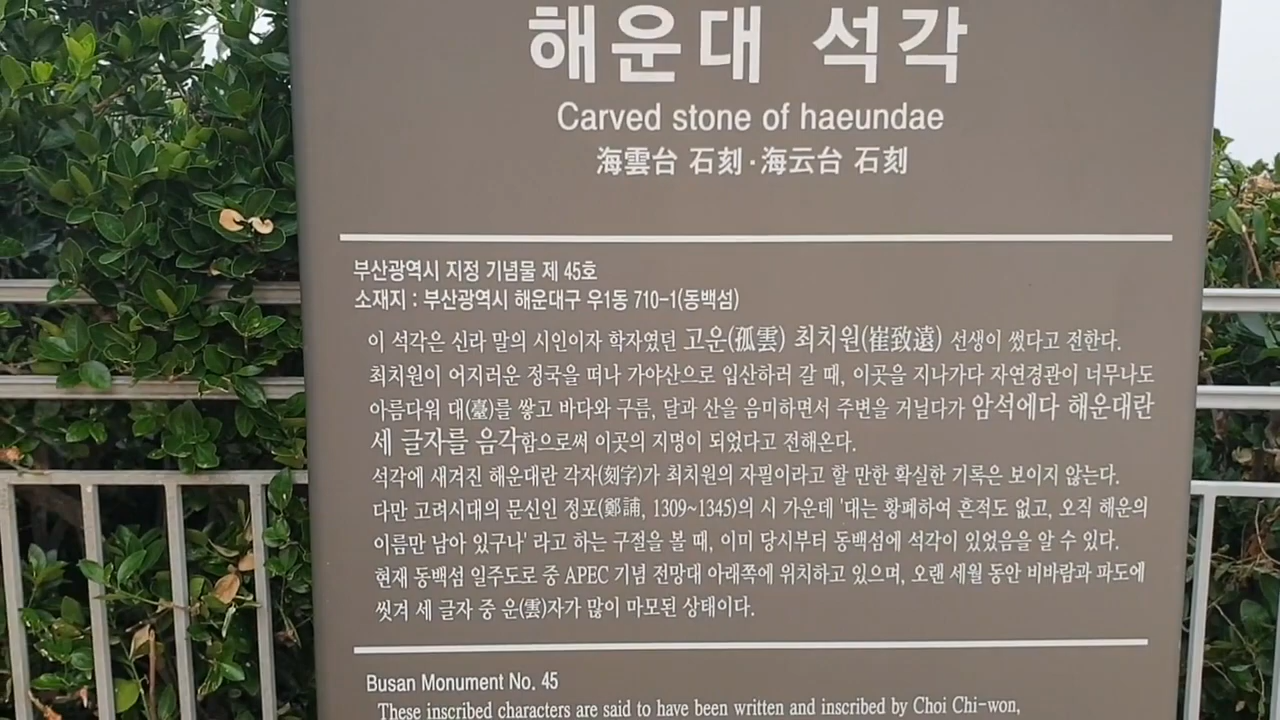 해운대 석각
Carved stone of haeundae
海雲台 石刻·海云台 石刻
부산광역시 지정 기념물 제 45호
소재지 : 부산광역시 해운대구 우1동 710-1(동백섬)
이 석각은 신라 말의 시인이자 학자였던 고운(孤雲) 최치원(崔致遠) 선생이 썼다고 전한다.
최치원이 어지러운 정국을 떠나 가야산으로 입산하러 갈 때, 이곳을 지나가다 자연경관이 너무나도
아름다워 대(臺)를 쌓고 바다와 구름, 달과 산을 음미하면서 주변을 거닐다가 암석에다 해운대란
세 글자를 음각함으로써 이곳의 지명이 되었다고 전해온다.
석각에 새겨진 해운대란 각자(刻字)가 최치원의 자필이라고 할 만한 확실한 기록은 보이지 않는다.
다만 고려시대의 문신인 정포(鄭誧, 1309~1345)의 시 가운데 '대는 황폐하여 흔적도 없고, 오직 해운의
이름만 남아 있구나' 라고 하는 구절을 볼 때, 이미 당시부터 동백섬에 석각이 있었음을 알 수 있다.
현재 동백섬 일주도로 중 APEC 기념 전망대 아래쪽에 위치하고 있으며, 오랜 세월 동안 비바람과 파도에
씻겨 세 글자 중 운(雲)자가 많이 마모된 상태이다.
Busan Monument No. 45
These inscribed characters are said to have been written and inscribed by Choi Chi-won,